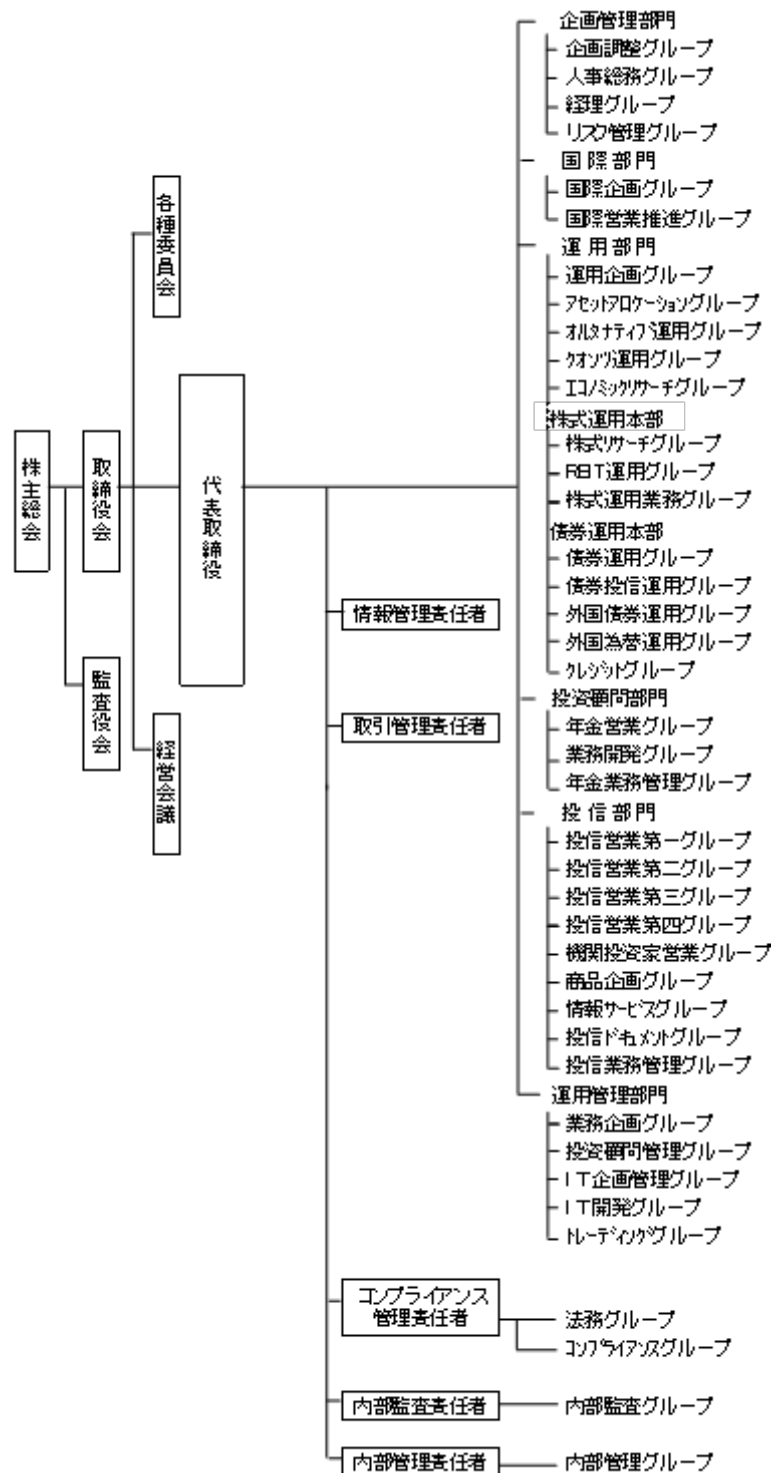 株主総会
取締役会
監査役会
各種委員会
経営会議
代表取締役
情報管理責任者
取引管理責任者
コンプライアンス
管理責任者
内部監査責任者
内部管理責任者
企画管理部門
企画調整グループ
人事総務グループ
経理グループ
リスク管理グループ
国際部門
国際企画グループ
国際営業推進グループ
運用部門
運用企画グループ
アセットアロケーショングループ
オルタナティブ運用グループ
クオンツ運用グループ
エコノミックリサーチグループ
株式運用本部
株式リサーチグループ
REIT運用グループ
株式運用業務グループ
債券運用本部
債券運用グループ
債券投信運用グループ
外国債券運用グループ
外国為替運用グループ
クレジットグループ
投資顧問部門
年金営業グループ
業務開発グループ
年金業務管理グループ
投信部門
投信営業第一グループ
投信営業第二グループ
投信営業第三グループ
投信営業第四グループ
機関投資家営業グループ
商品企画グループ
情報サービスグループ
投信ドキュメントグループ
投信業務管理グループ
運用管理部門
業務企画グループ
投資顧問管理グループ
IT企画管理グループ
IT開発グループ
トレーディンググループ
法務グループ
コンプライアンスグループ
内部監査グループ
内部管理グループ